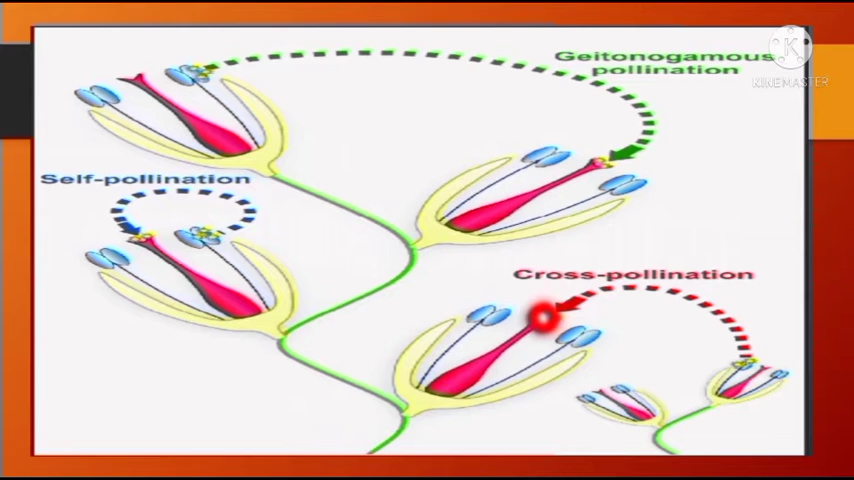 Geitonogamous
pollination
K
KINEMASTER
Self-pollination
Cross-pollination